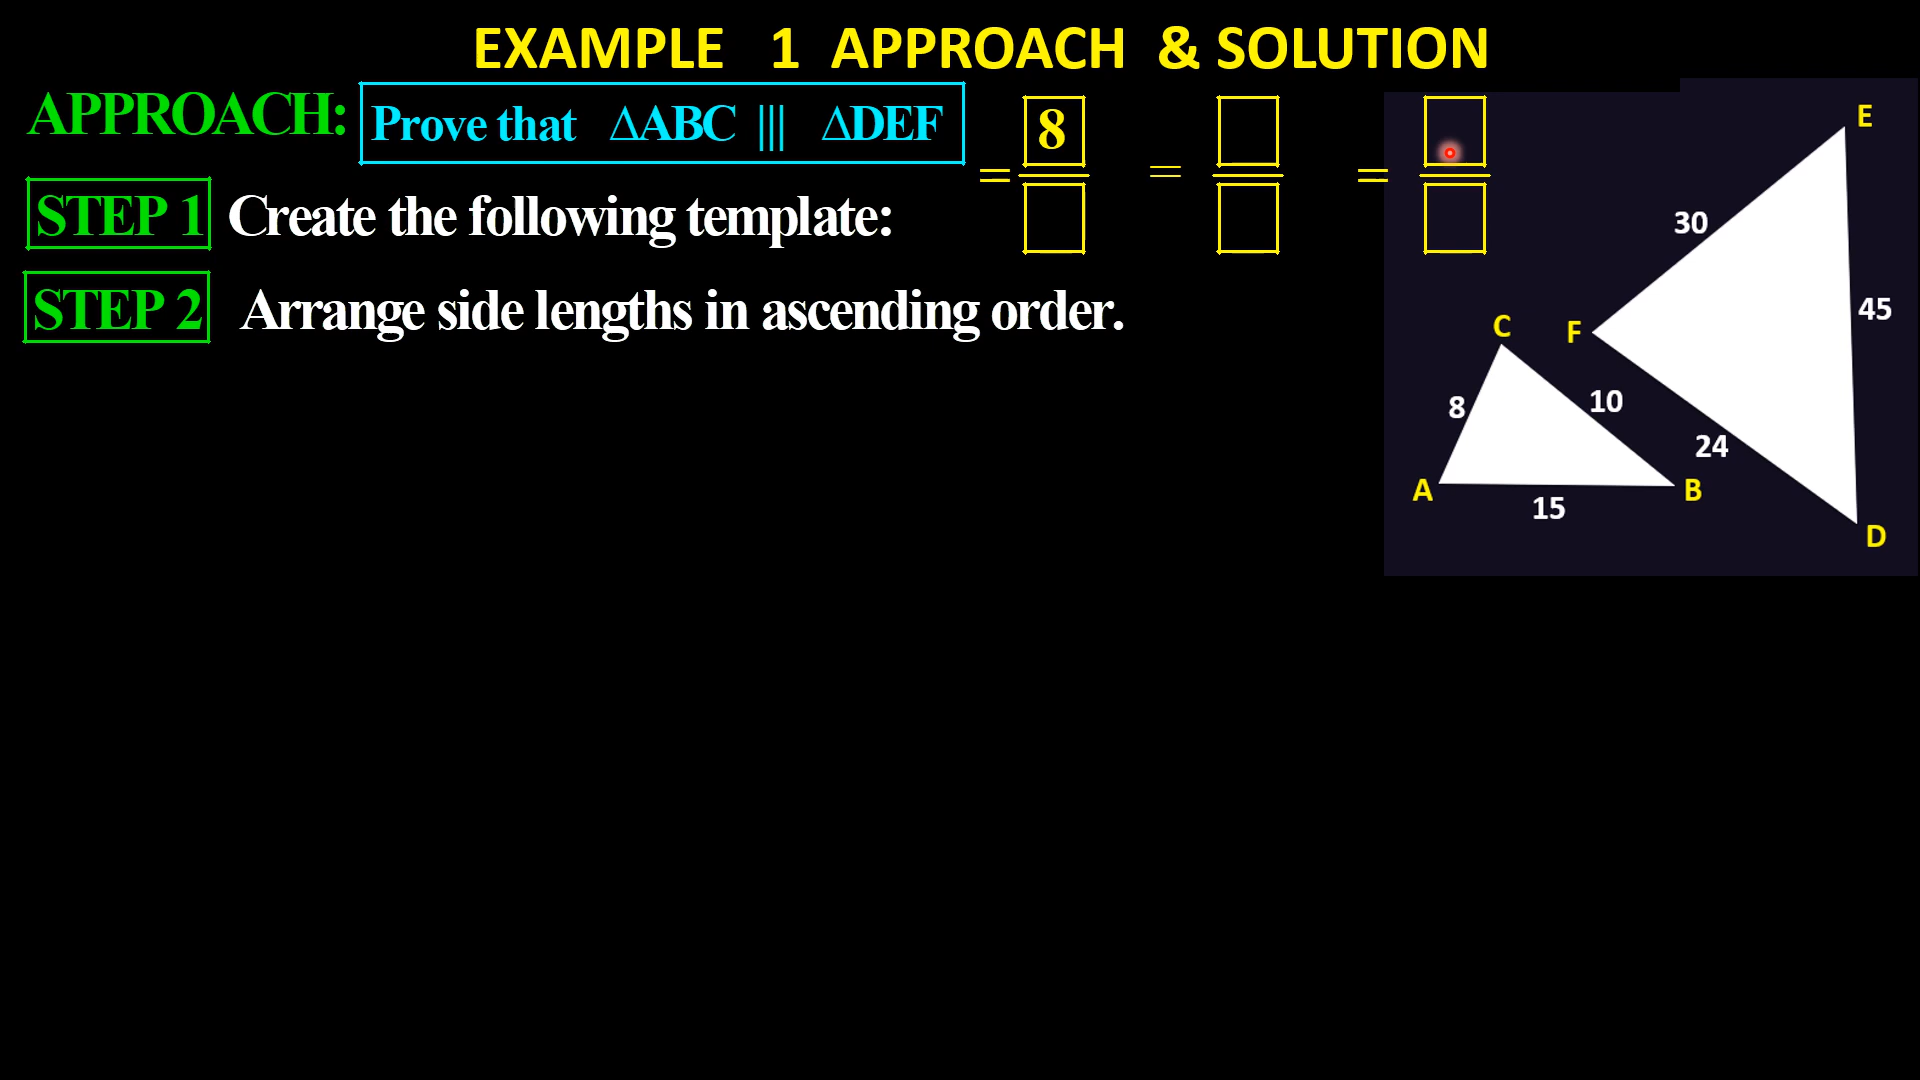 EXAMPLE 1 APPROACH & SOLUTION
APPROACH: Prove that ΔABC ||| ΔDEF
= 8 = =
STEP 1 Create the following template:
STEP 2 Arrange side lengths in ascending order.
E
30
45
C
F
8
10
24
A
B
15
D